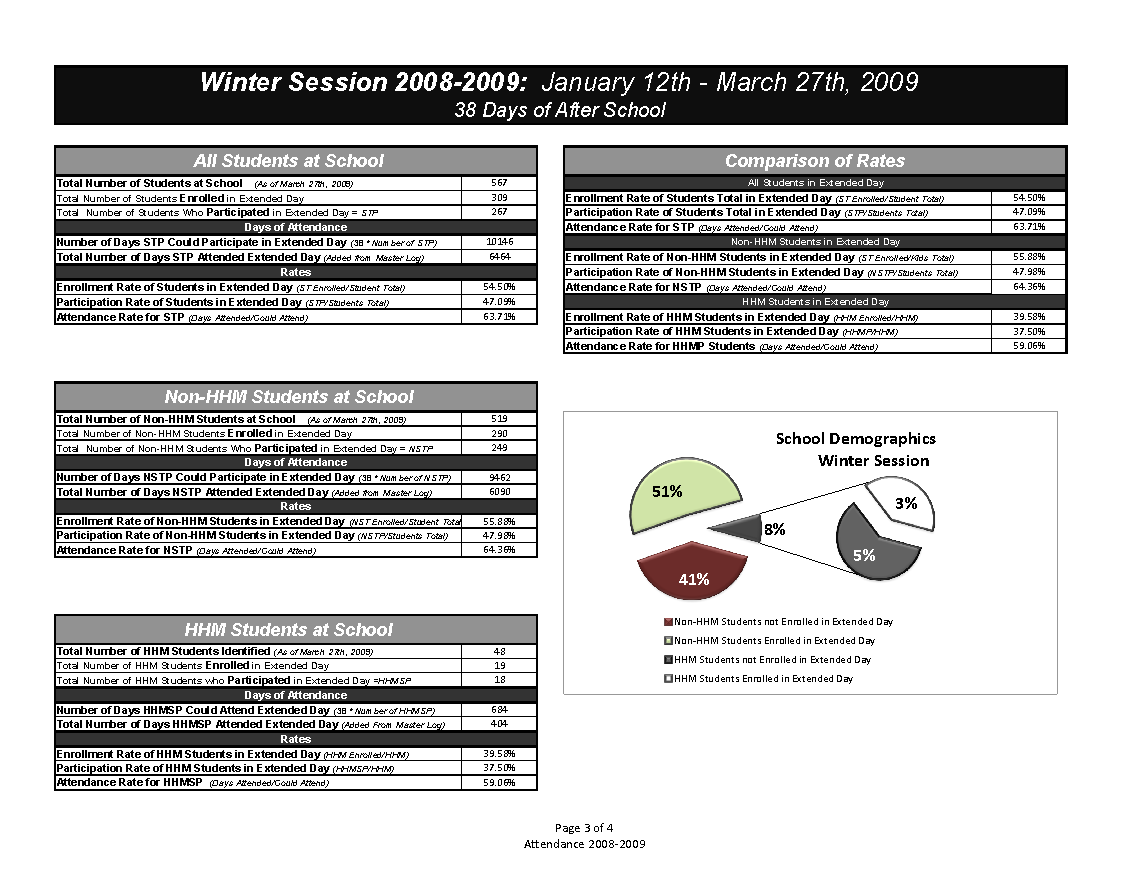 Winter Session 2008-2009: January 12th - March 27th, 2009
38 Days of After School
All Students at School
Total Number of Students at School (As of March 27th, 2009) 567
Total Number of Students Enrolled in Extended Day 309
Total Number of Students Who Participated in Extended Day = STP 267
Days of Attendance
Number of Days STP Could Participate in Extended Day (38 * Number of STP) 10146
Total Number of Days STP Attended Extended Day (Added from Master Log) 6464
Rates
Enrollment Rate of Students in Extended Day (ST Enrolled/Student Total) 54.50%
Participation Rate of Students in Extended Day (STP/Students Total) 47.09%
Attendance Rate for STP (Days Attended/Could Attend) 63.71%
Non-HHM Students at School
Total Number of Non-HHM Students at School (As of March 27th, 2009) 519
Total Number of Non-HHM Students Enrolled in Extended Day 290
Total Number of Non-HHM Students Who Participated in Extended Day = NSTP 249
Days of Attendance
Number of Days NSTP Could Participate in Extended Day (38 * Number of NSTP) 9462
Total Number of Days NSTP Attended Extended Day (Added from Master Log) 6090
Rates
Enrollment Rate of Non-HHM Students in Extended Day (NST Enrolled/Student Total 55.88%
Participation Rate of Non-HHM Students in Extended Day (NSTP/Students Total) 47.98%
Attendance Rate for NSTP (Days Attended/Could Attend) 64.36%
HHM Students at School
Total Number of HHM Students Identified (As of March 27th, 2009) 48
Total Number of HHM Students Enrolled in Extended Day 19
Total Number of HHM Students who Participated in Extended Day =HHMSP 18
Days of Attendance
Number of Days HHMSP Could Attend Extended Day (38 * Number of HHMSP) 684
Total Number of Days HHMSP Attended Extended Day (Added From Master Log) 404
Rates
Enrollment Rate of HHM Students in Extended Day (HHM Enrolled/HHM) 39.58%
Participation Rate of HHM Students in Extended Day (HHMSP/HHM) 37.50%
Attendance Rate for HHMSP (Days Attended/Could Attend) 59.06%
Comparison of Rates
All Students in Extended Day
Enrollment Rate of Students Total in Extended Day (ST Enrolled/Student Total) 54.50%
Participation Rate of Students Total in Extended Day (STP/Students Total) 47.09%
Attendance Rate for STP (Days Attended/Could Attend) 63.71%
Non-HHM Students in Extended Day
Enrollment Rate of Non-HHM Students in Extended Day (ST Enrolled/Kids Total) 55.88%
Participation Rate of Non-HHM Students in Extended Day (NSTP/Students Total) 47.98%
Attendance Rate for NSTP (Days Attended/Could Attend) 64.36%
HHM Students in Extended Day
Enrollment Rate of HHM Students in Extended Day (HHM Enrolled/HHM) 39.58%
Participation Rate of HHM Students in Extended Day (HHMP/HHM) 37.50%
Attendance Rate for HHMP Students (Days Attended/Could Attend) 59.06%
School Demographics
Winter Session
51%
3%
8%
5%
41%
Non-HHM Students not Enrolled in Extended Day
Non-HHM Students Enrolled in Extended Day
HHM Students not Enrolled in Extended Day
HHM Students Enrolled in Extended Day
Page 3 of 4
Attendance 2008-2009